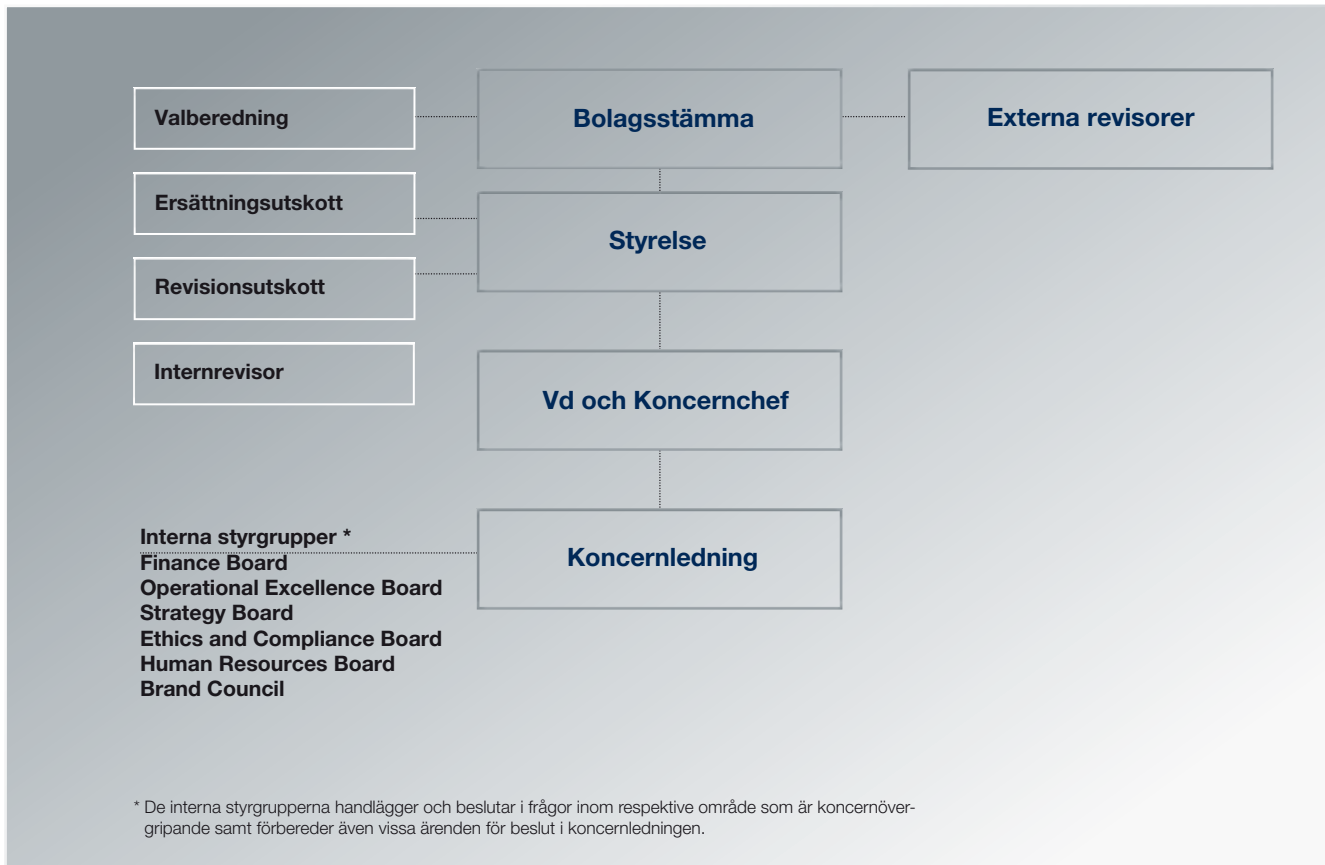 Valberedning
Bolagsstämma
Externa revisorer
Ersättningsutskott
Styrelse
Revisionsutskott
Internrevisor
Vd och Koncernchef
Interna styrgrupper *
Finance Board
Operational Excellence Board
Strategy Board
Ethics and Compliance Board
Human Resources Board
Brand Council
Koncernledning
* De interna styrgrupperna handlägger och beslutar i frågor inom respektive område som är koncernöver-
gripande samt förbereder även vissa ärenden för beslut i koncernledningen.